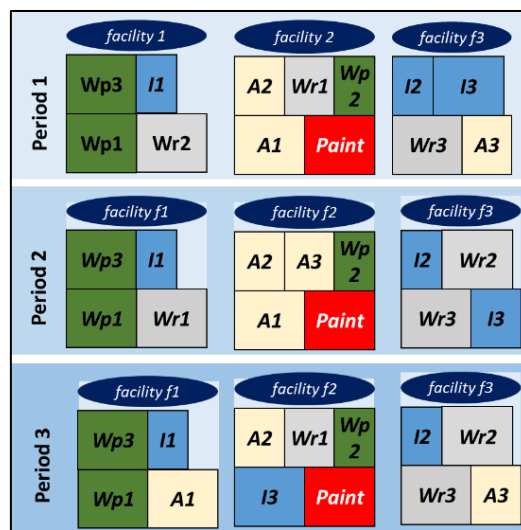 Period 1
facility 1
facility 2
facility f3
Wp3 I1
A2 Wr1 Wp
2
I2 I3
Wp1 Wr2
A1 Paint
Wr3 A3
Period 2
facility f1
facility f2
facility f3
Wp3 I1
A2 A3 Wp
2
I2 Wr2
Wp1 Wr1
A1 Paint
Wr3 I3
Period 3
facility f1
facility f2
facility f3
Wp3 I1
A2 Wr1 Wp
2
I2 Wr2
Wp1 A1
I3 Paint
Wr3 A3